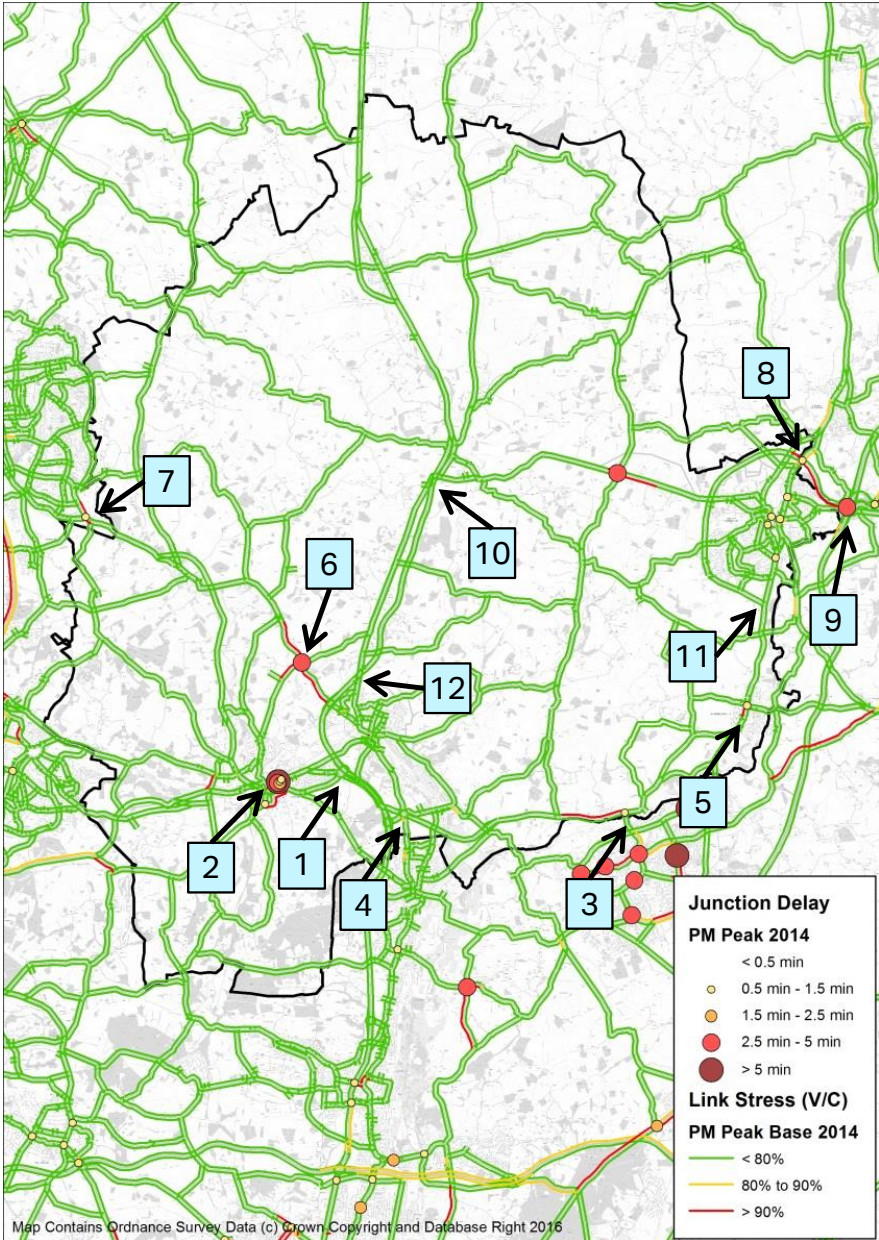 8
7
10
6
11
9
12
5
2
1
4
3
Junction Delay
PM Peak 2014
< 0.5 min
0.5 min - 1.5 min
1.5 min - 2.5 min
2.5 min - 5 min
> 5 min
Link Stress (V/C)
PM Peak Base 2014
< 80%
80% to 90%
> 90%
Map Contains Ordnance Survey Data (c) Crown Copyright and Database Right 2016